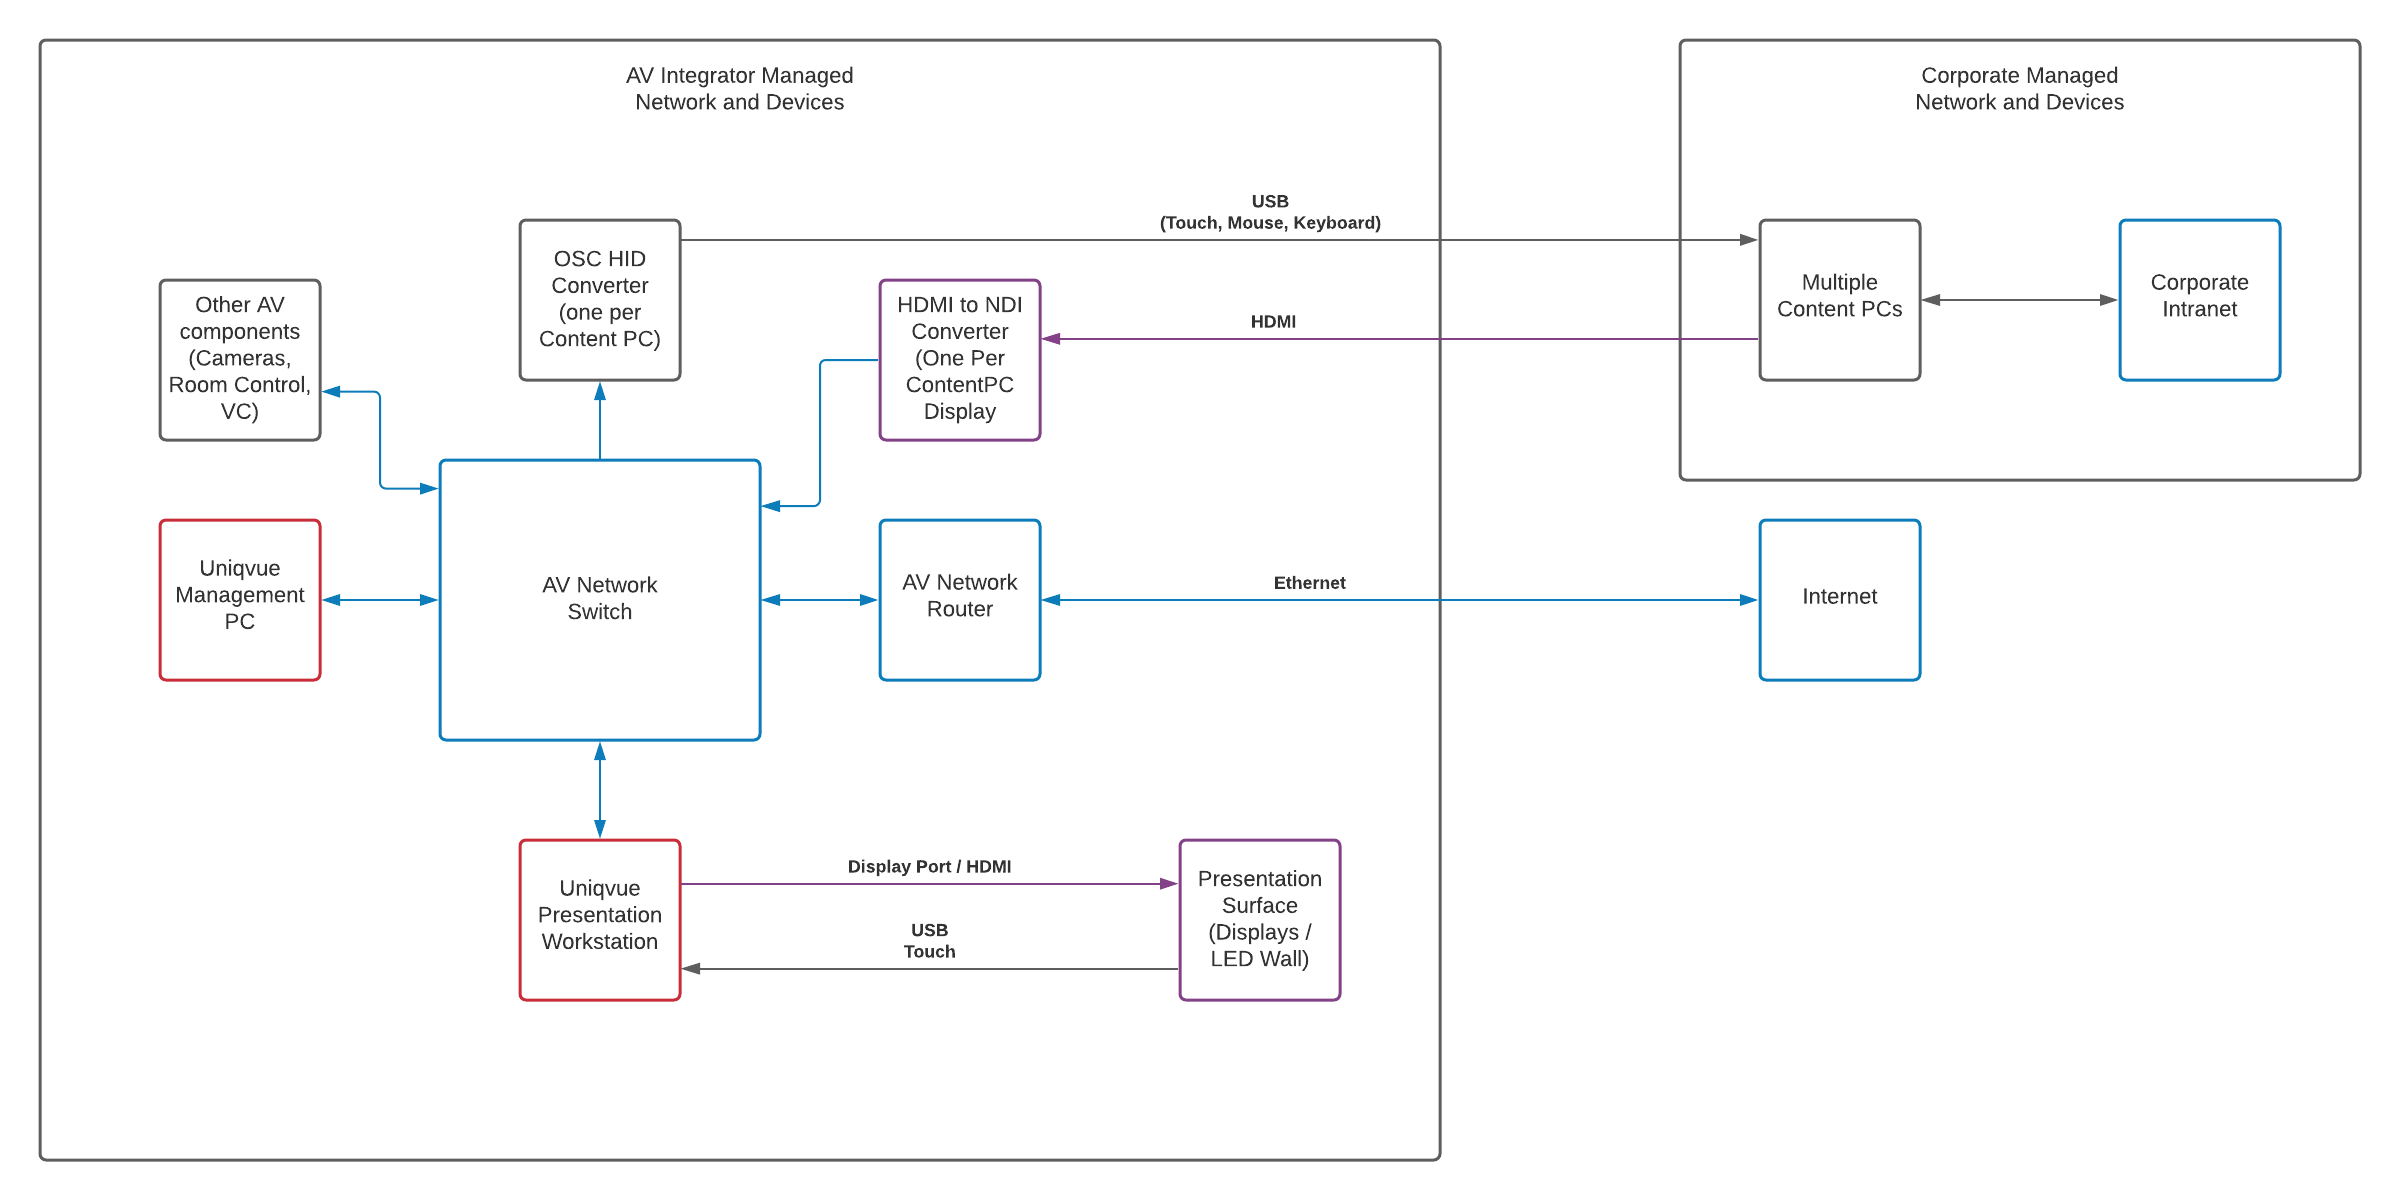 AV Integrator Managed
Network and Devices
Corporate Managed
Network and Devices
USB
(Touch, Mouse, Keyboard)
OSC HID
Converter
(one per
Content PC)
Other AV
components
(Cameras,
Room Control,
VC)
HDMI to NDI
Converter
(One Per
ContentPC
Display
HDMI
Multiple
Content PCs
Corporate
Intranet
Uniqvue
Management
PC
AV Network
Switch
AV Network
Router
Ethernet
Internet
Uniqvue
Presentation
Workstation
Display Port / HDMI
USB
Touch
Presentation
Surface
(Displays /
LED Wall)